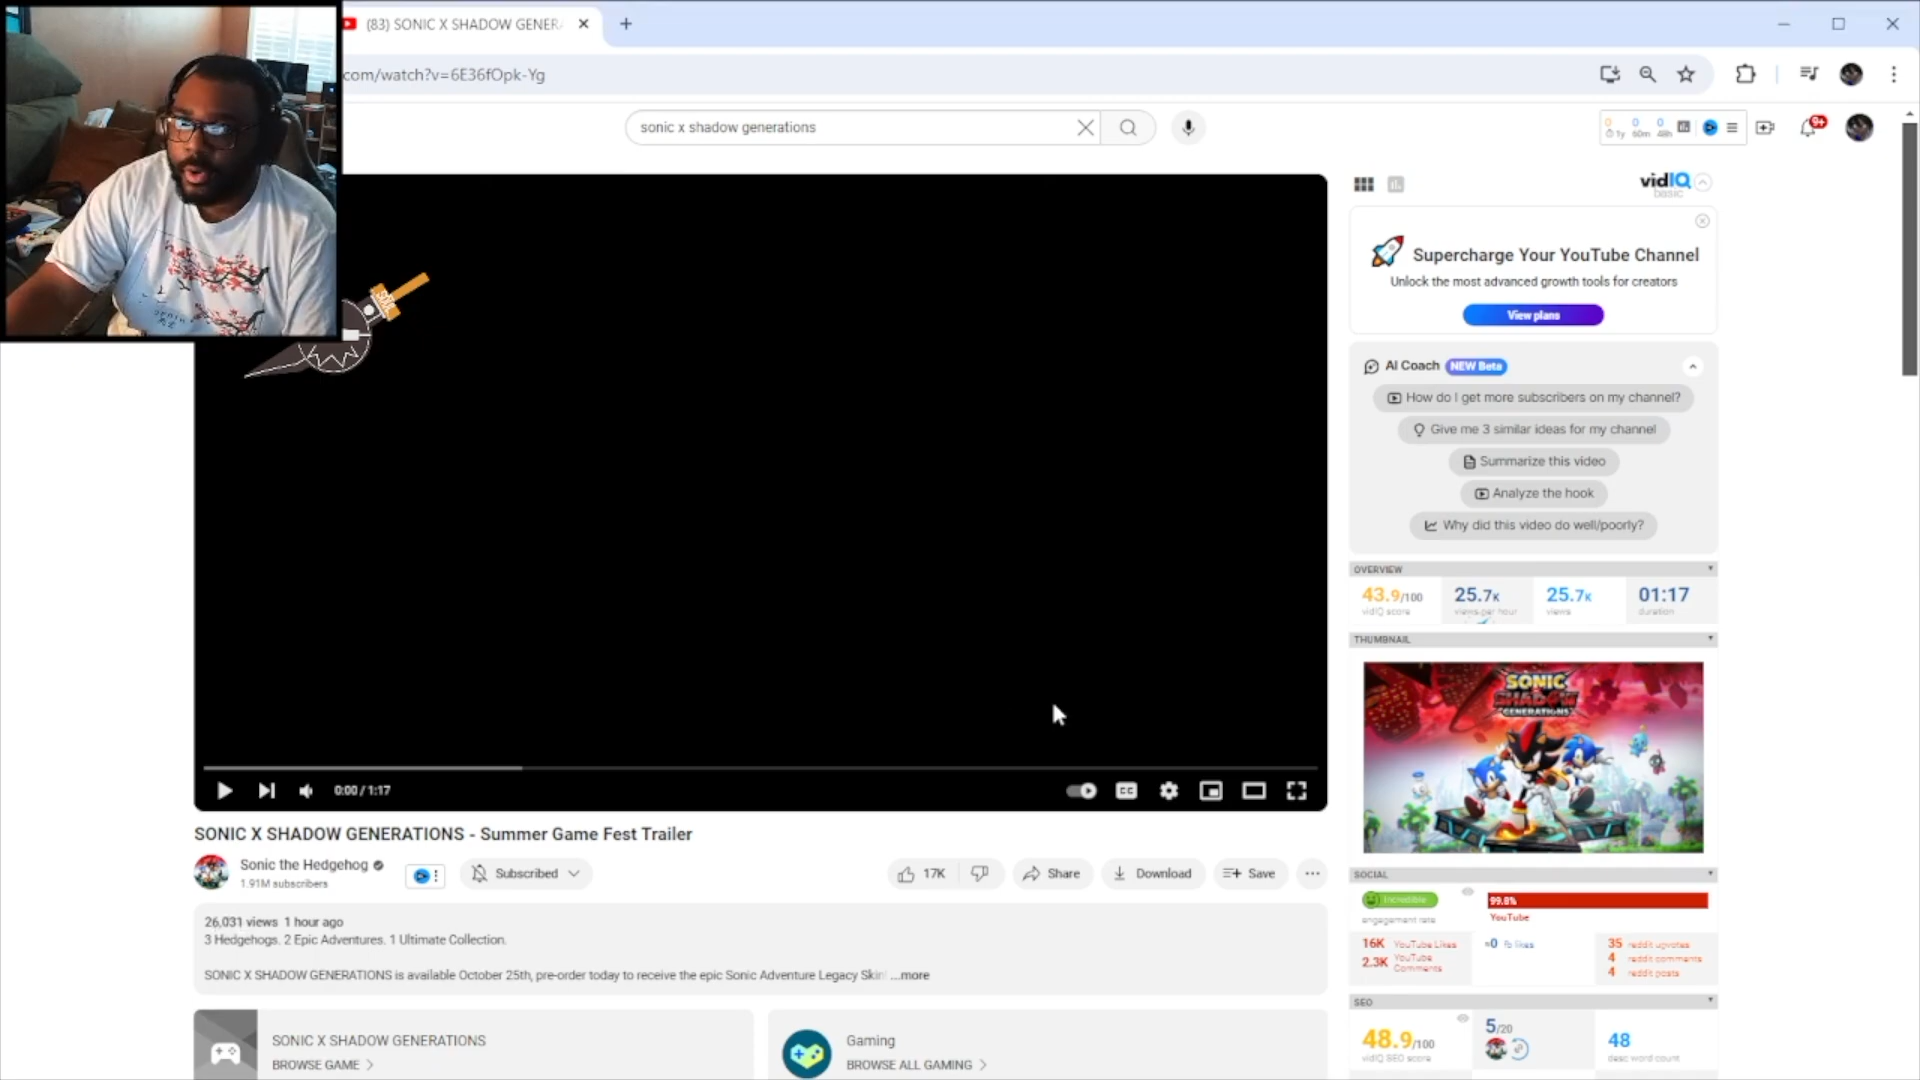 (83) SONIC X SHADOW GENER
com/watch?v=6E36fOpk-Yg
sonic x shadow generations
9+
vidIQ
basic
Supercharge Your YouTube Channel
Unlock the most advanced growth tools for creators
View plans
AI Coach NEW Beta
How do I get more subscribers on my channel?
Give me 3 similar ideas for my channel
Summarize this video
Analyze the hook
Why did this video do well/poorly?
OVERVIEW
43.9/100 25.7K 25.7K 01:17
vidIQ score views per hour views duration
THUMBNAIL
SONIC
SHADOW
GENERATIONS
0:00 / 1:17
SONIC X SHADOW GENERATIONS - Summer Game Fest Trailer
Sonic the Hedgehog
1.91M subscribers
Subscribed
17K Share Download Save
26,031 views 1 hour ago
3 Hedgehogs. 2 Epic Adventures. 1 Ultimate Collection.
SONIC X SHADOW GENERATIONS is available October 25th, pre-order today to receive the epic Sonic Adventure Legacy Skin ...more
SOCIAL
Incredible 99.8%
engagement rate YouTube
16K YouTube Likes 0 fb likes 35 reddit upvotes
2.3K YouTube Comments 4 reddit comments
4 reddit posts
SEO
48.9/100 5/20 48
vidIQ SEO score desc word count
SONIC X SHADOW GENERATIONS
BROWSE GAME
Gaming
BROWSE ALL GAMING